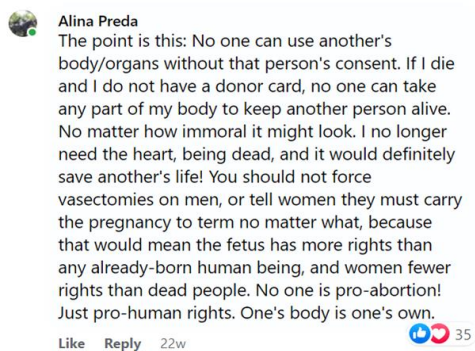 Alina Preda
The point is this: No one can use another's
body/organs without that person's consent. If I die
and I do not have a donor card, no one can take
any part of my body to keep another person alive.
No matter how immoral it might look. I no longer
need the heart, being dead, and it would definitely
save another's life! You should not force
vasectomies on men, or tell women they must carry
the pregnancy to term no matter what, because
that would mean the fetus has more rights than
any already-born human being, and women fewer
rights than dead people. No one is pro-abortion!
Just pro-human rights. One's body is one's own.
35
Like Reply 22w